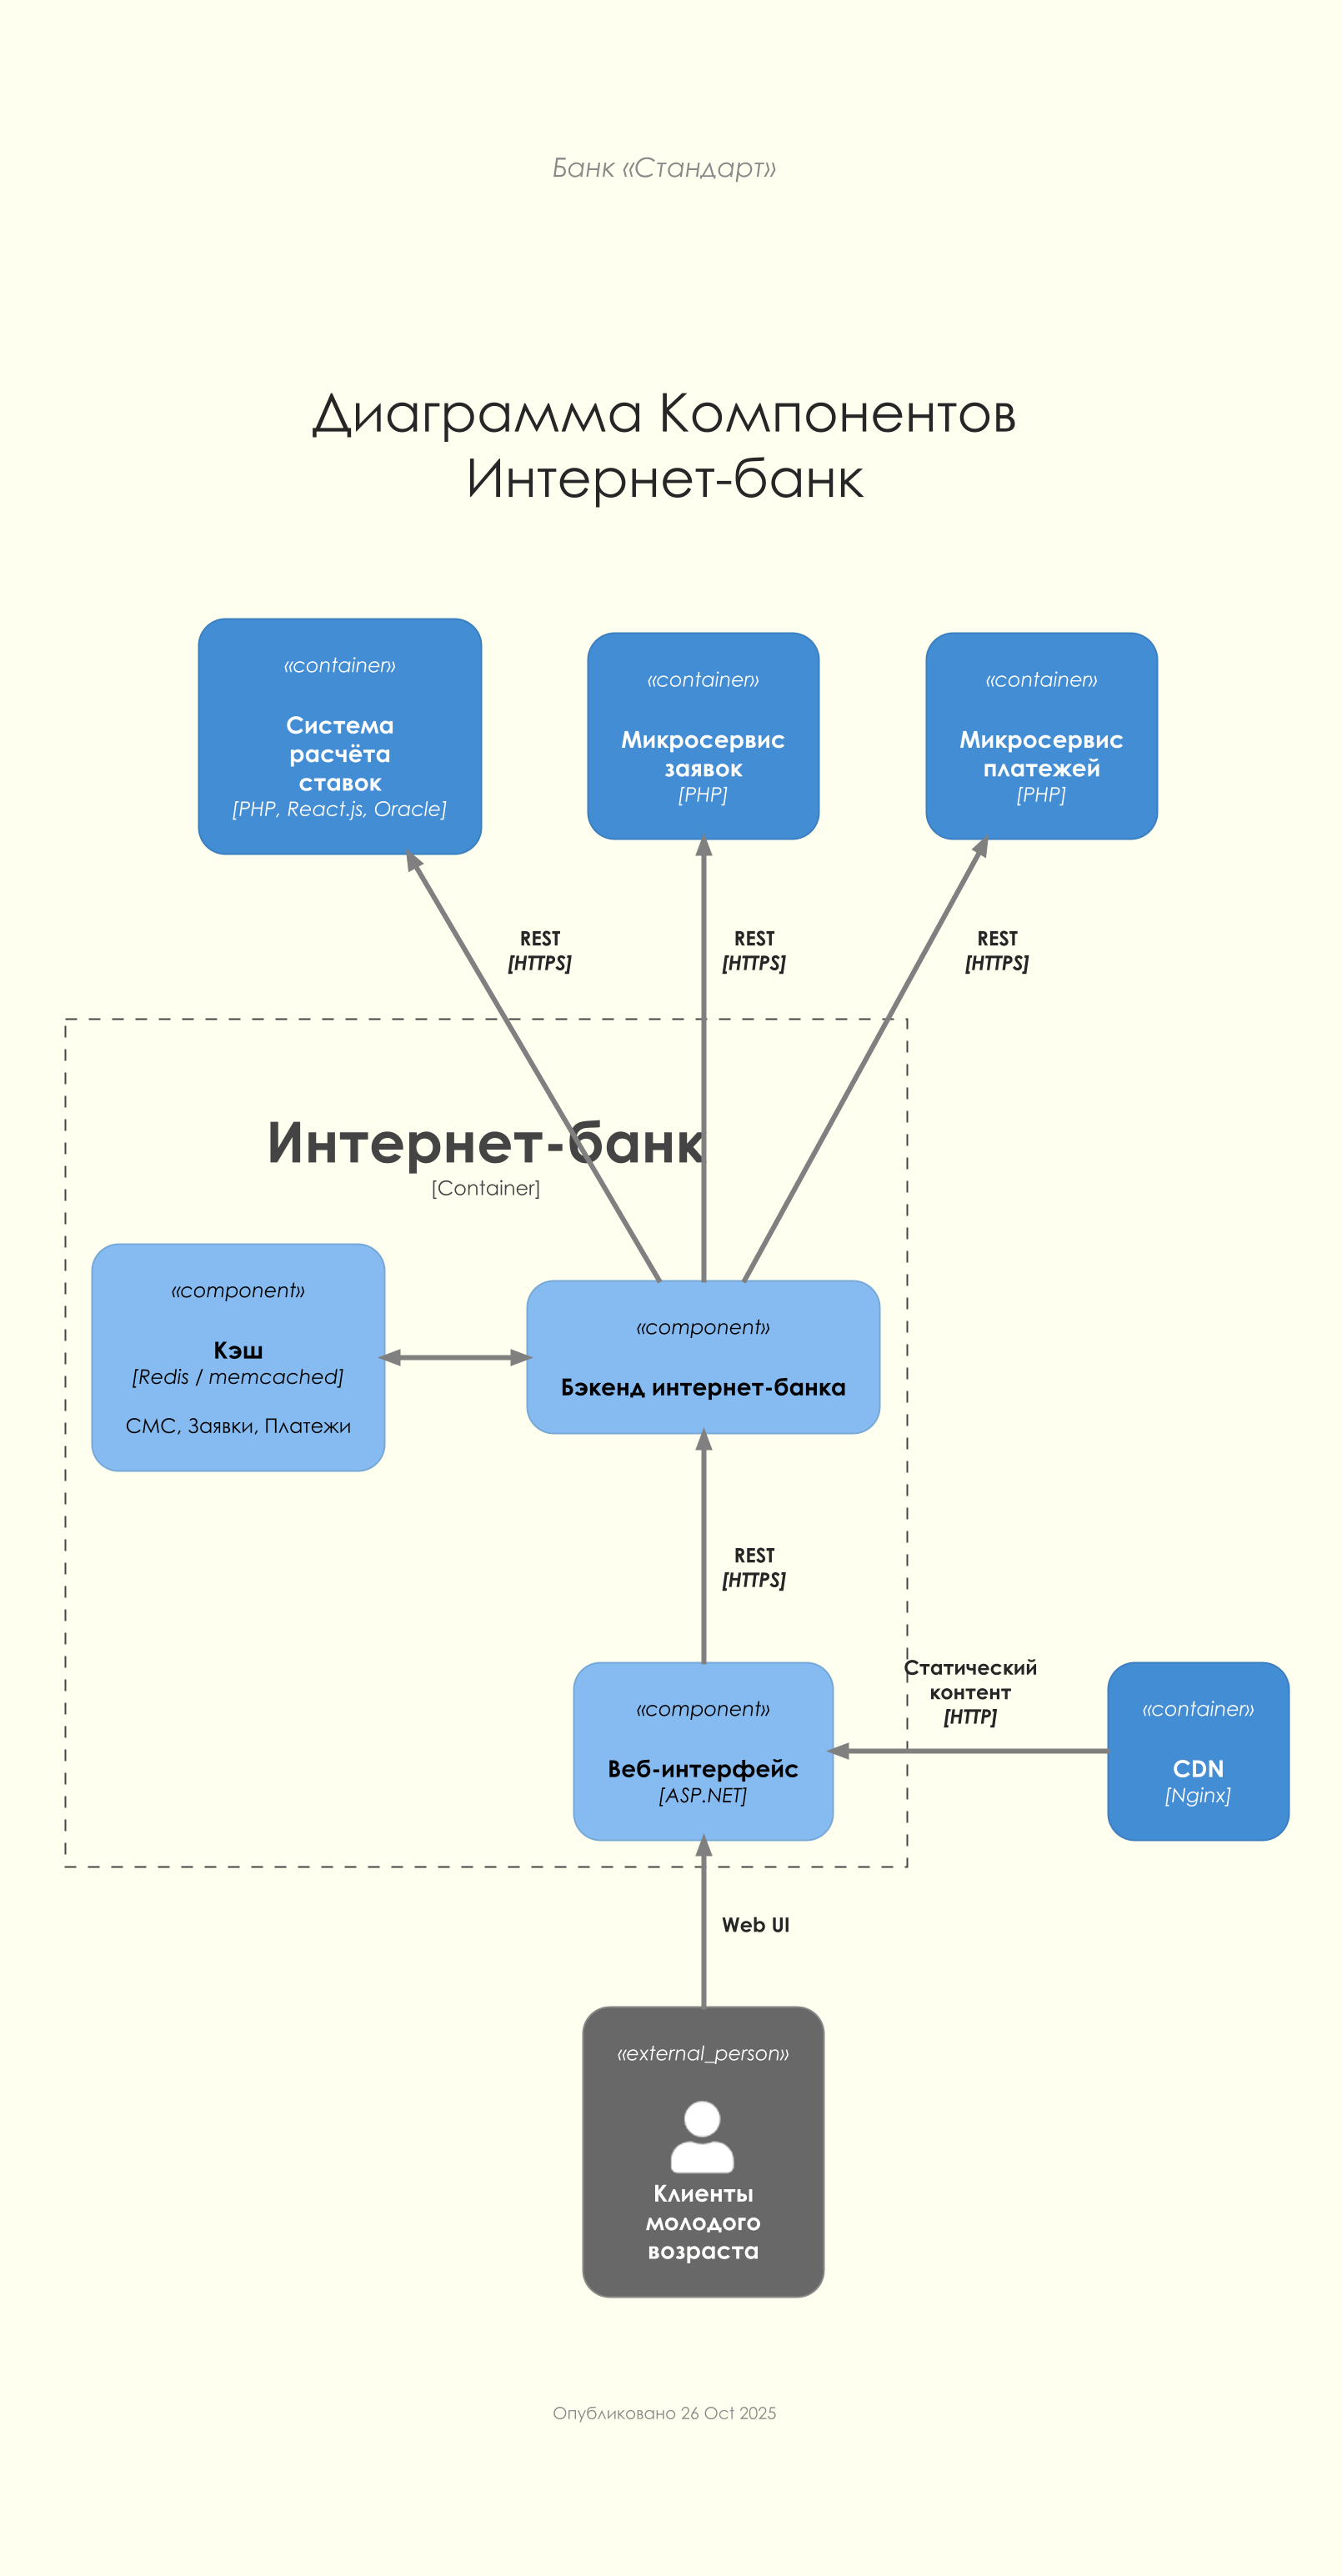 Банк «Стандарт»
Диаграмма Компонентов
Интернет-банк
«container»
Система
расчёта
ставок
[PHP, React.js, Oracle]
«container»
Микросервис
заявок
[PHP]
«container»
Микросервис
платежей
[PHP]
REST
[HTTPS]
REST
[HTTPS]
REST
[HTTPS]
Интернет-банк
[Container]
«component»
Кэш
[Redis / memcached]
СМС, Заявки, Платежи
«component»
Бэкенд интернет-банка
REST
[HTTPS]
«component»
Веб-интерфейс
[ASP.NET]
Статический
контент
[HTTP]
«container»
CDN
[Nginx]
Web UI
«external_person»
Клиенты
молодого
возраста
Опубликовано 26 Oct 2025